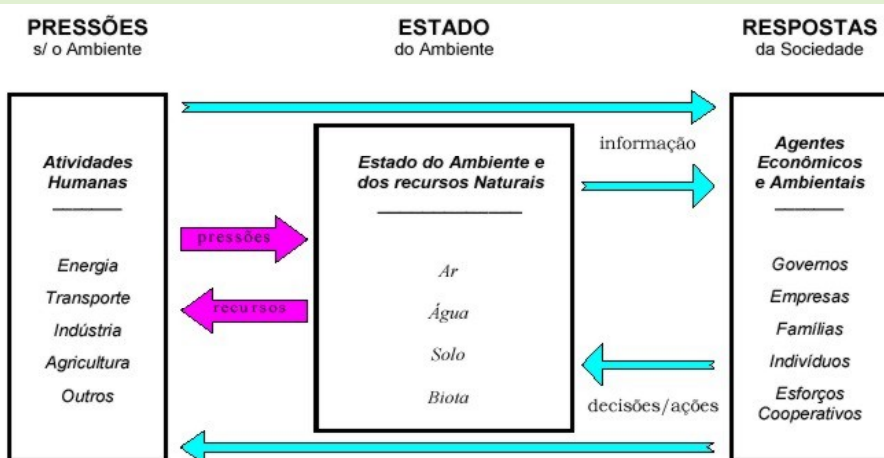 PRESSÕES
s/ o Ambiente
ESTADO
do Ambiente
RESPOSTAS
da Sociedade
Atividades
Humanas
Energia
Transporte
Indústria
Agricultura
Outros
pressões
recursos
Estado do Ambiente e
dos recursos Naturais
Ar
Água
Solo
Biota
informação
decisões/ações
Agentes
Econômicos
e Ambientais
Governos
Empresas
Famílias
Indivíduos
Esforços
Cooperativos